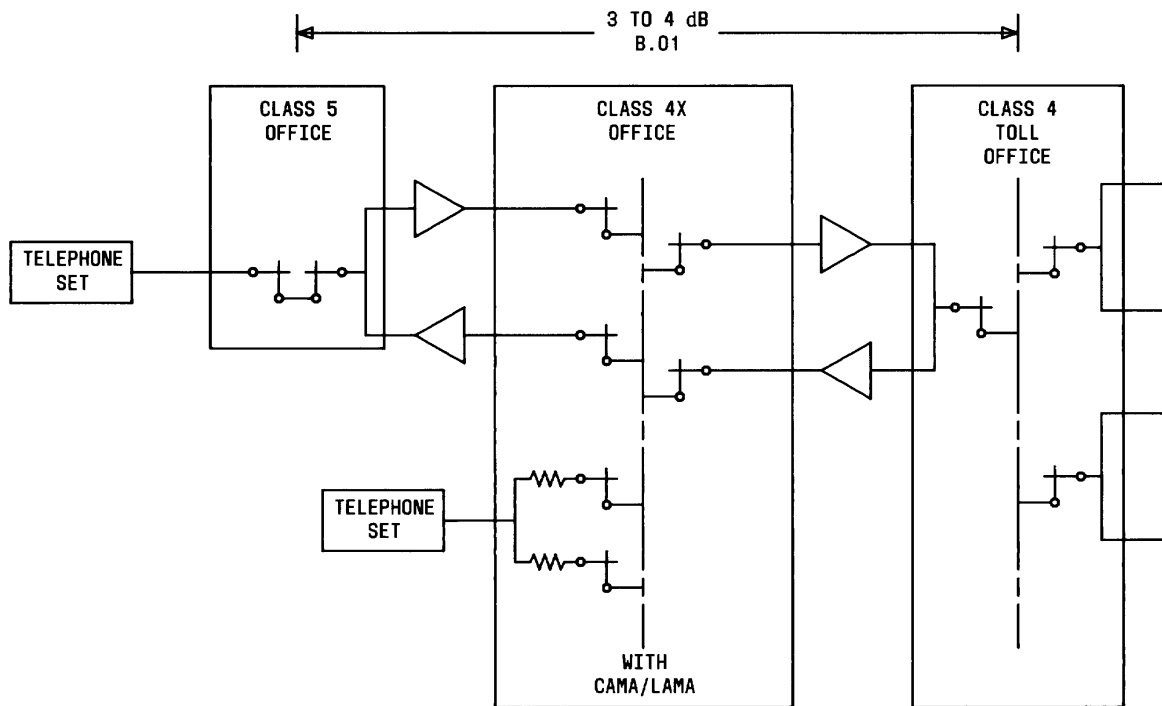 3 TO 4 dB
B.01
CLASS 5
OFFICE
CLASS 4X
OFFICE
CLASS 4
TOLL
OFFICE
TELEPHONE
SET
TELEPHONE
SET
WITH
CAMA/LAMA